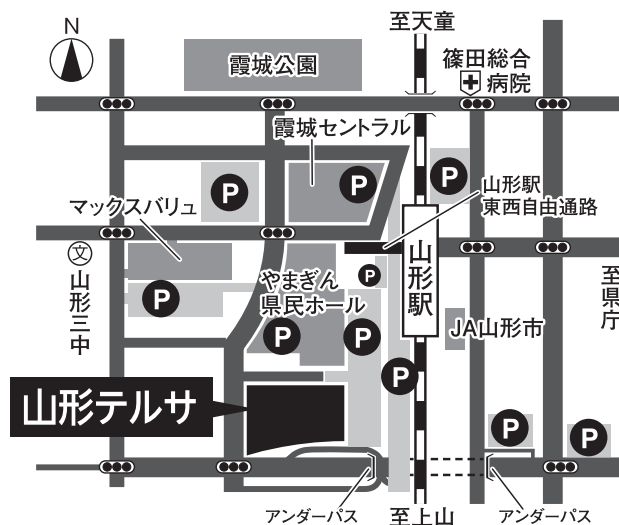 N
至天童
霞城公園
篠田総合
病院
霞城セントラル
P
P
P
山形駅
東西自由通路
マックスバリュ
文
山形三中
P
やまぎん
県民ホール
P
山形駅
至県庁
P
P
P
JA山形市
山形テルサ
P
P
アンダーパス
至上山
アンダーパス